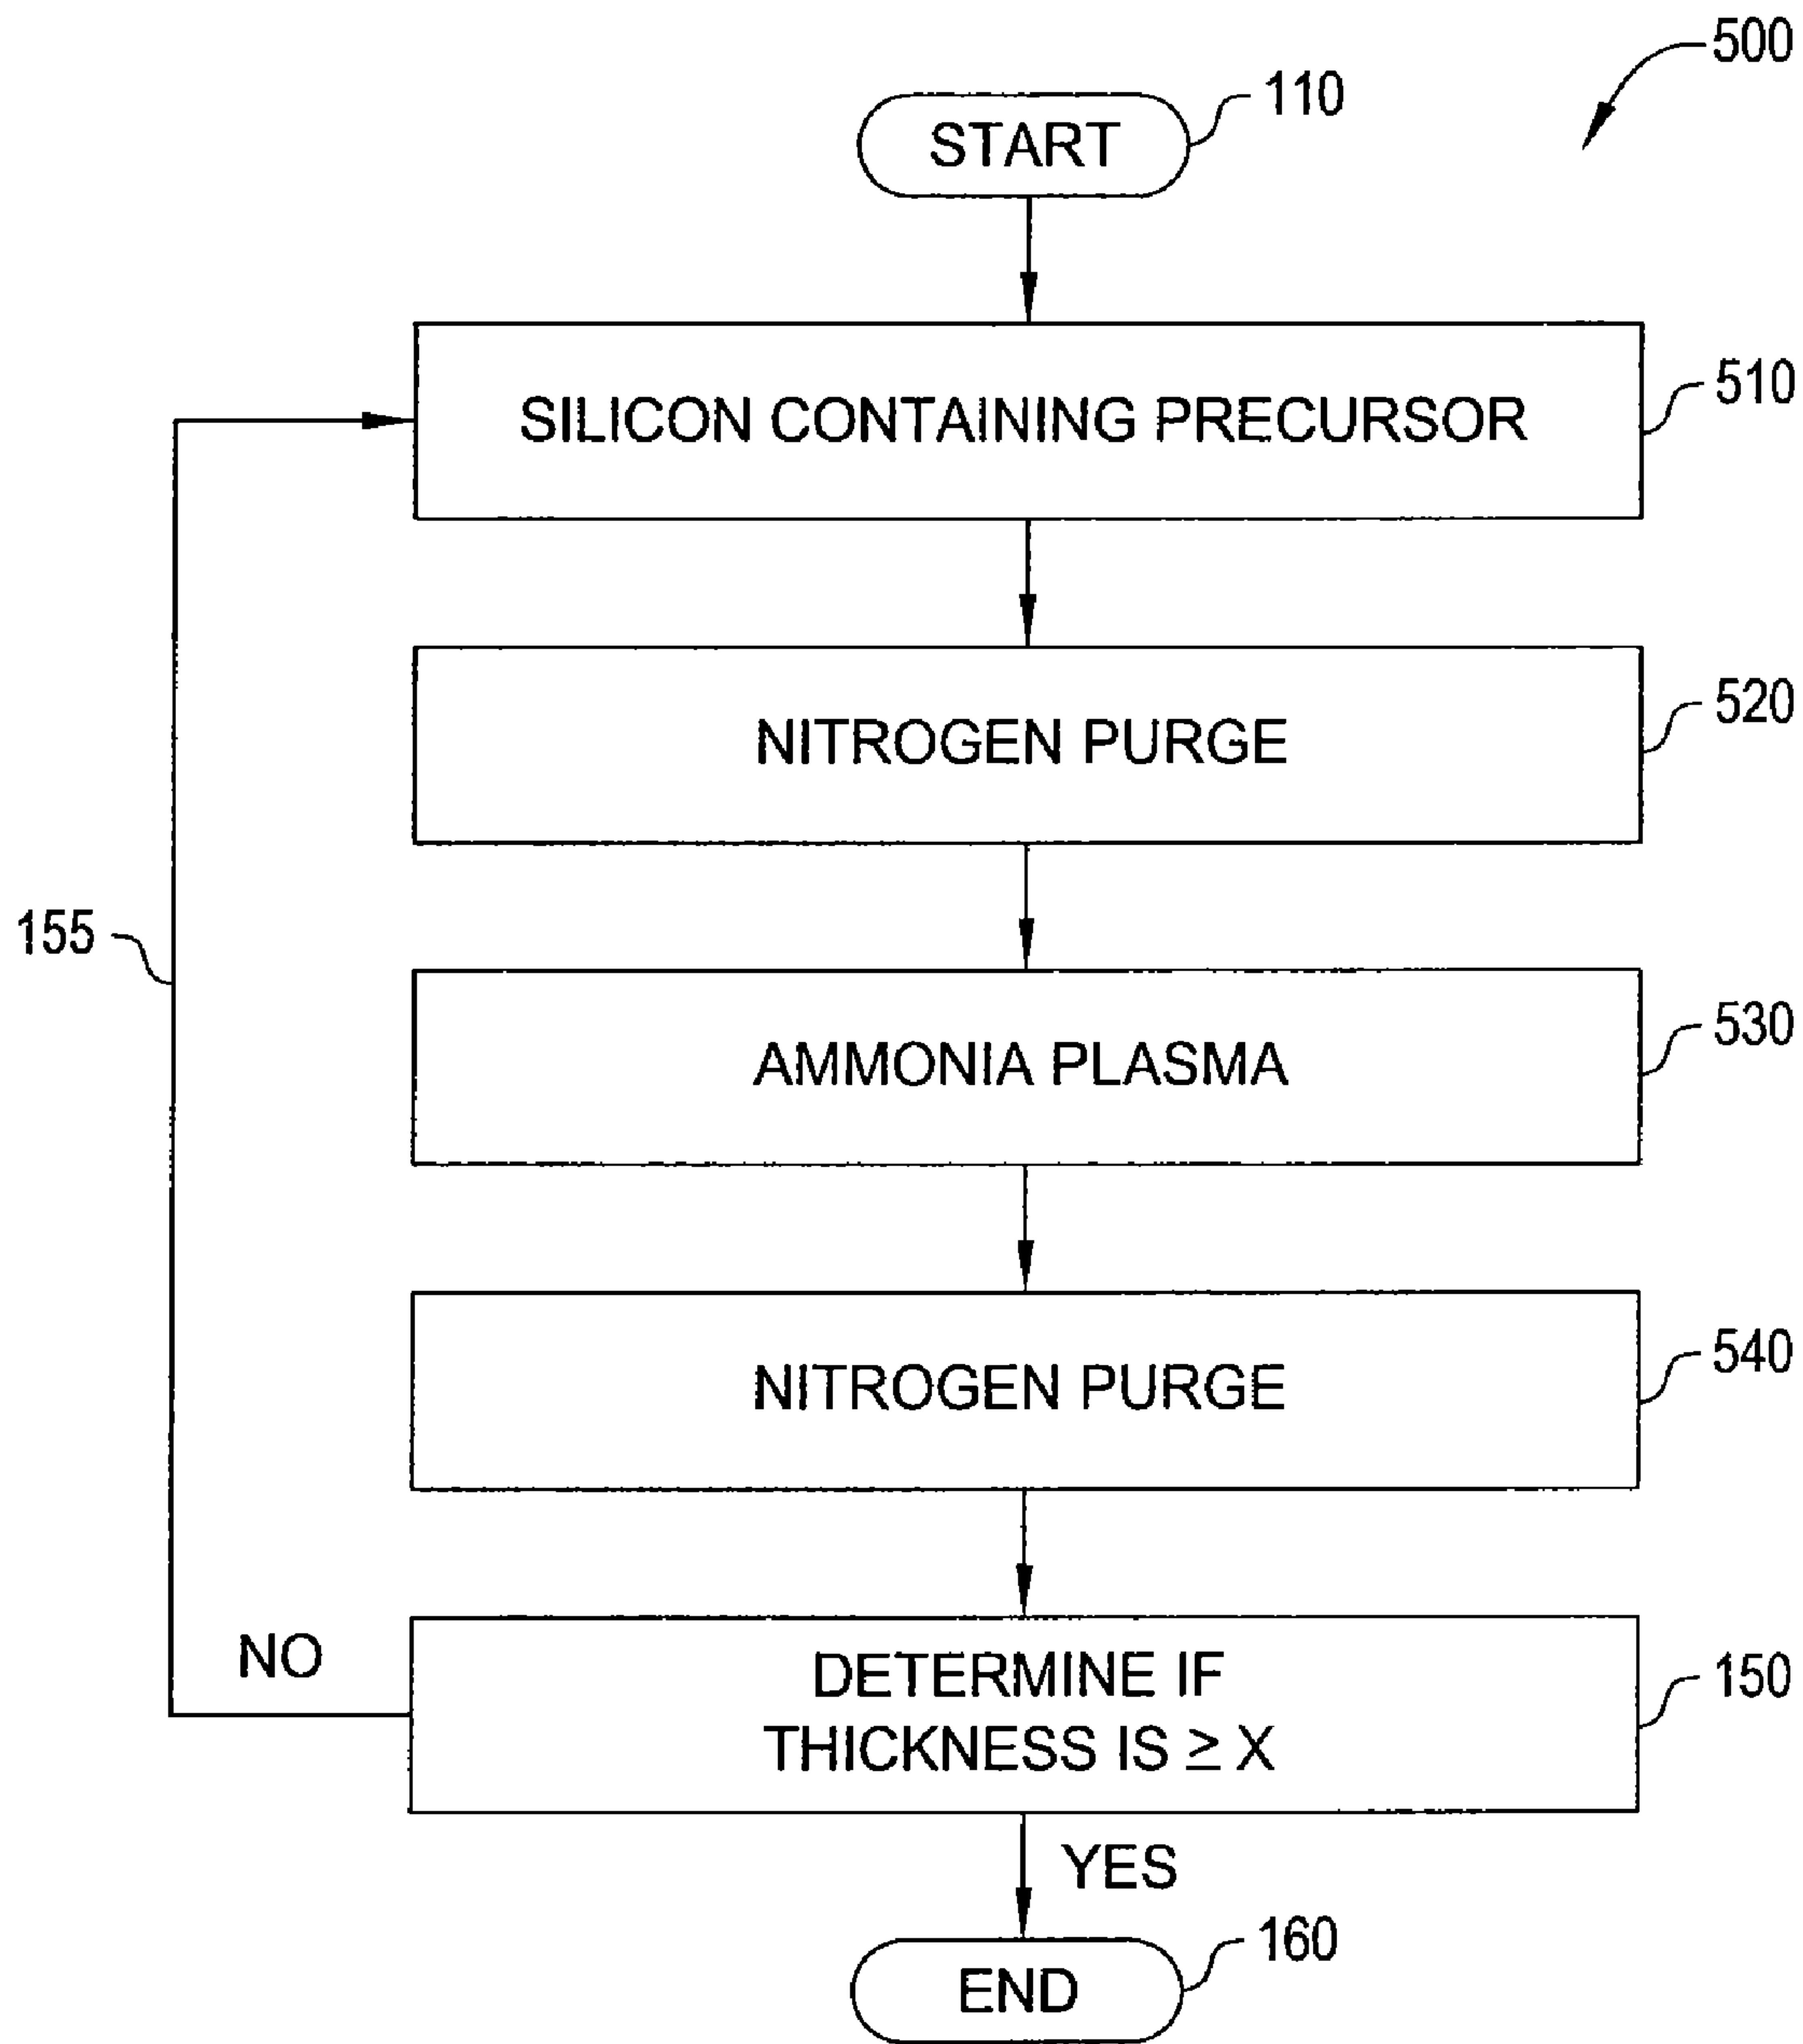 500
START
110
SILICON CONTAINING PRECURSOR
510
NITROGEN PURGE
520
155
AMMONIA PLASMA
530
NITROGEN PURGE
540
NO
DETERMINE IF
THICKNESS IS ≥ X
150
YES
END
160